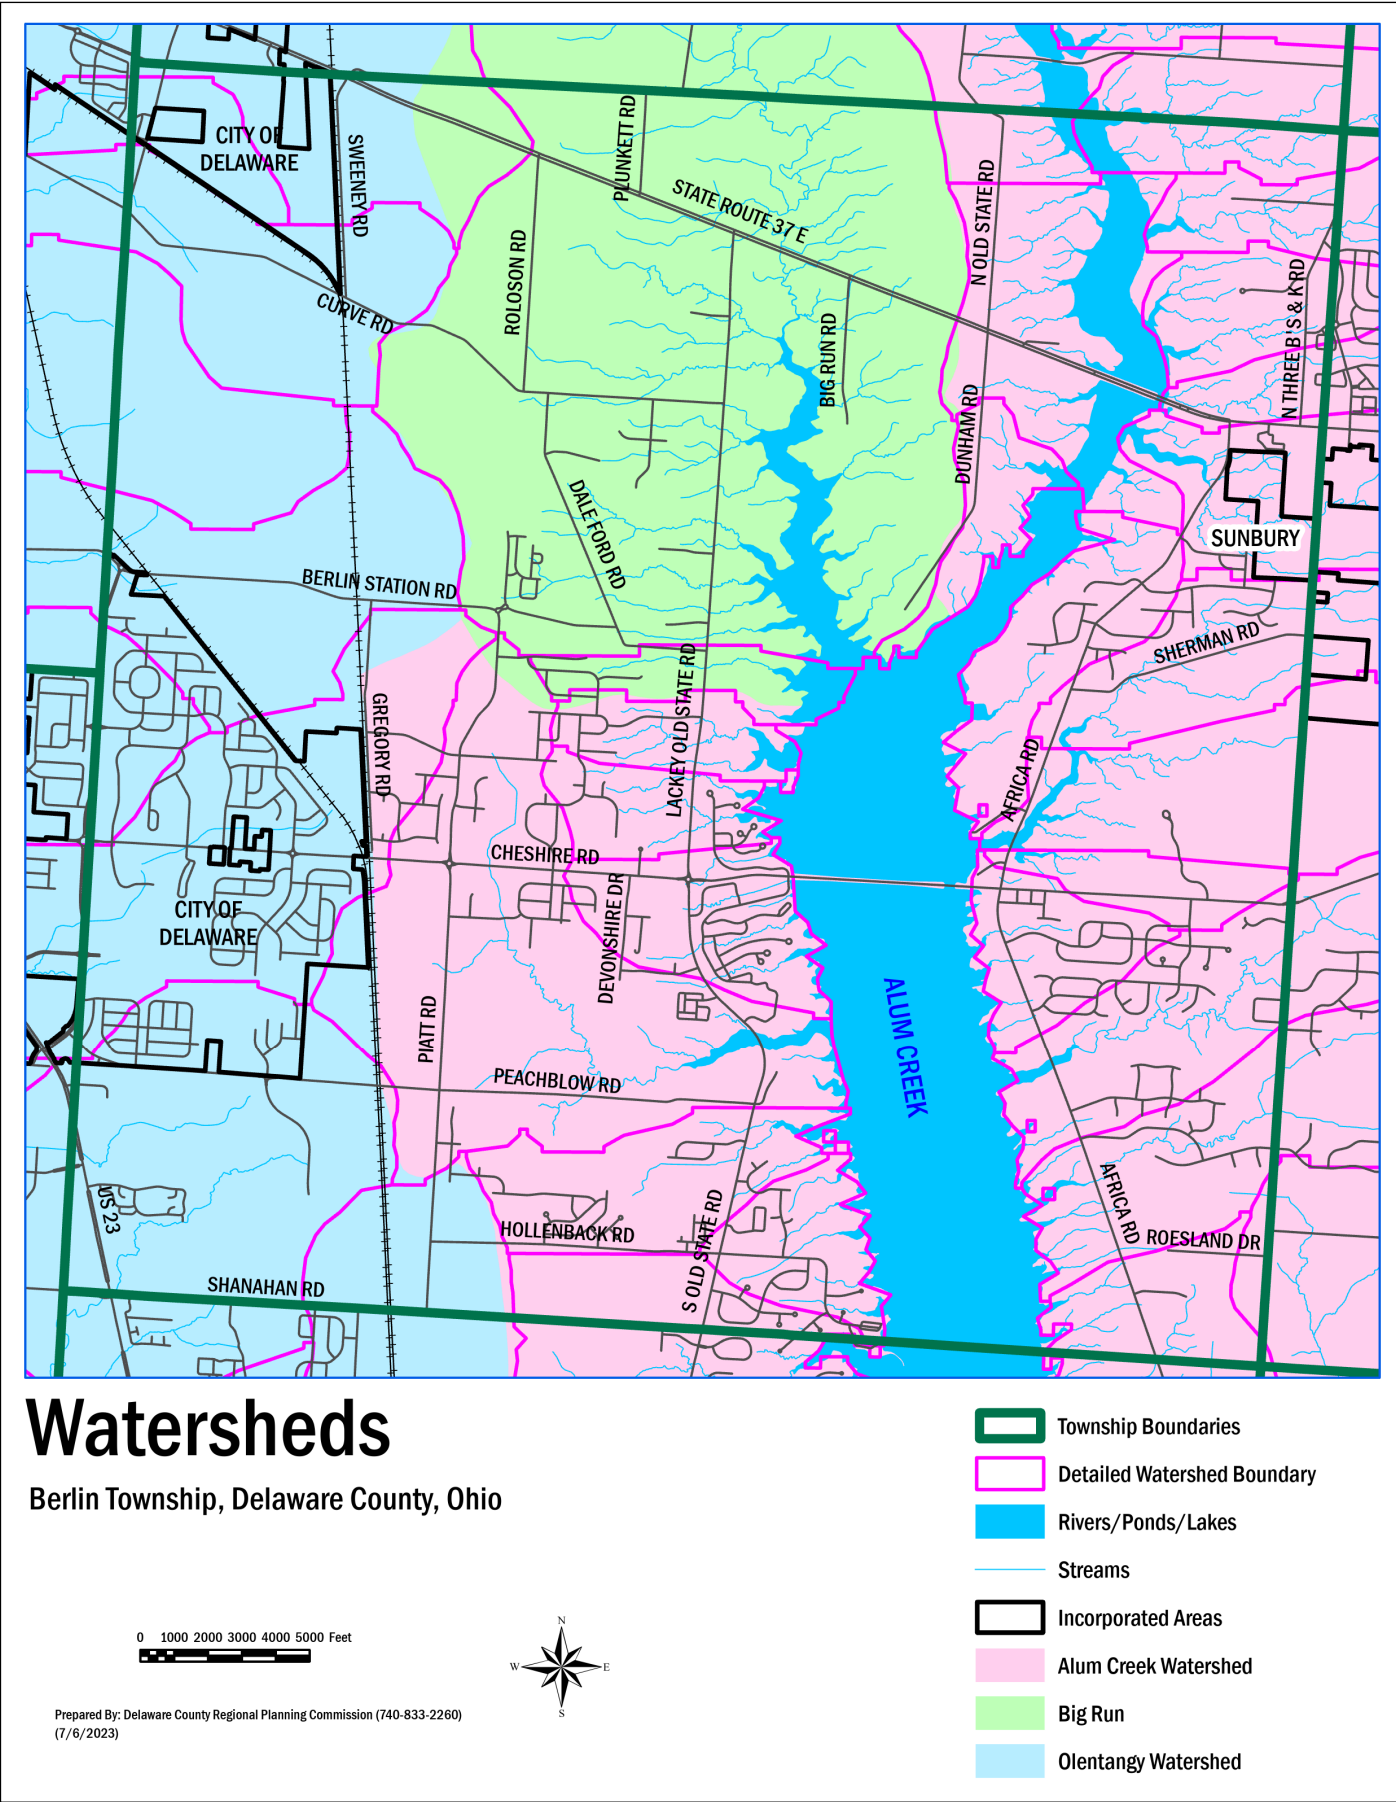 CITY OF
DELAWARE
SWEENEY RD
PLUNKETT RD
STATE ROUTE 37 E
N OLD STATE RD
ROLOSON RD
CURVE RD
BIG RUN RD
N THREE B'S & K RD
DUNHAM RD
DALE FORD RD
SUNBURY
BERLIN STATION RD
SHERMAN RD
GREGORY RD
LACKEY OLD STATE RD
AFRICA RD
CHESHIRE RD
CITY OF
DELAWARE
DEVONSHIRE DR
ALUM CREEK
PIATT RD
PEACHBLOW RD
US 23
HOLLENBACK RD
S OLD STATE RD
AFRICA RD
ROESLAND DR
SHANAHAN RD
Watersheds
Berlin Township, Delaware County, Ohio
Township Boundaries
Detailed Watershed Boundary
Rivers/Ponds/Lakes
Streams
Incorporated Areas
Alum Creek Watershed
Big Run
Olentangy Watershed
0 1000 2000 3000 4000 5000 Feet
N
W E
S
Prepared By: Delaware County Regional Planning Commission (740-833-2260)
(7/6/2023)